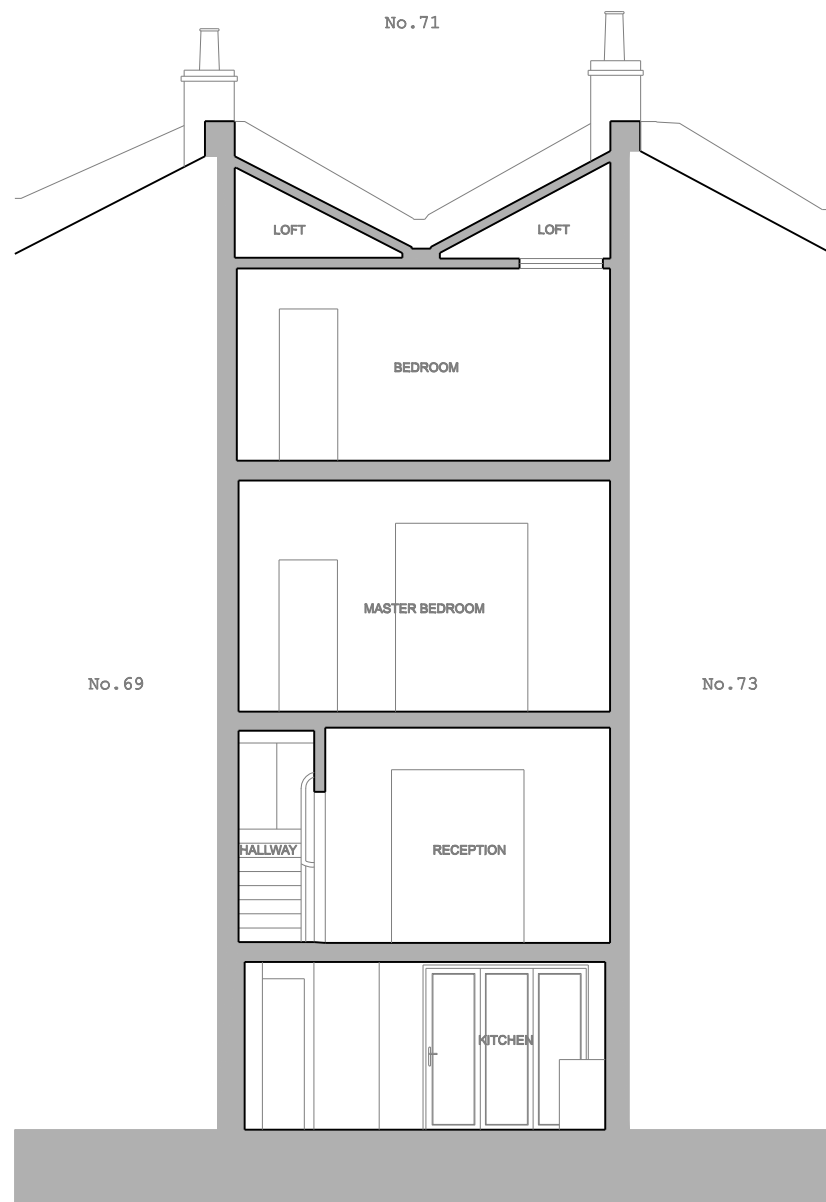 No.71
LOFT
LOFT
BEDROOM
MASTER BEDROOM
No.69
No.73
HALLWAY
RECEPTION
KITCHEN